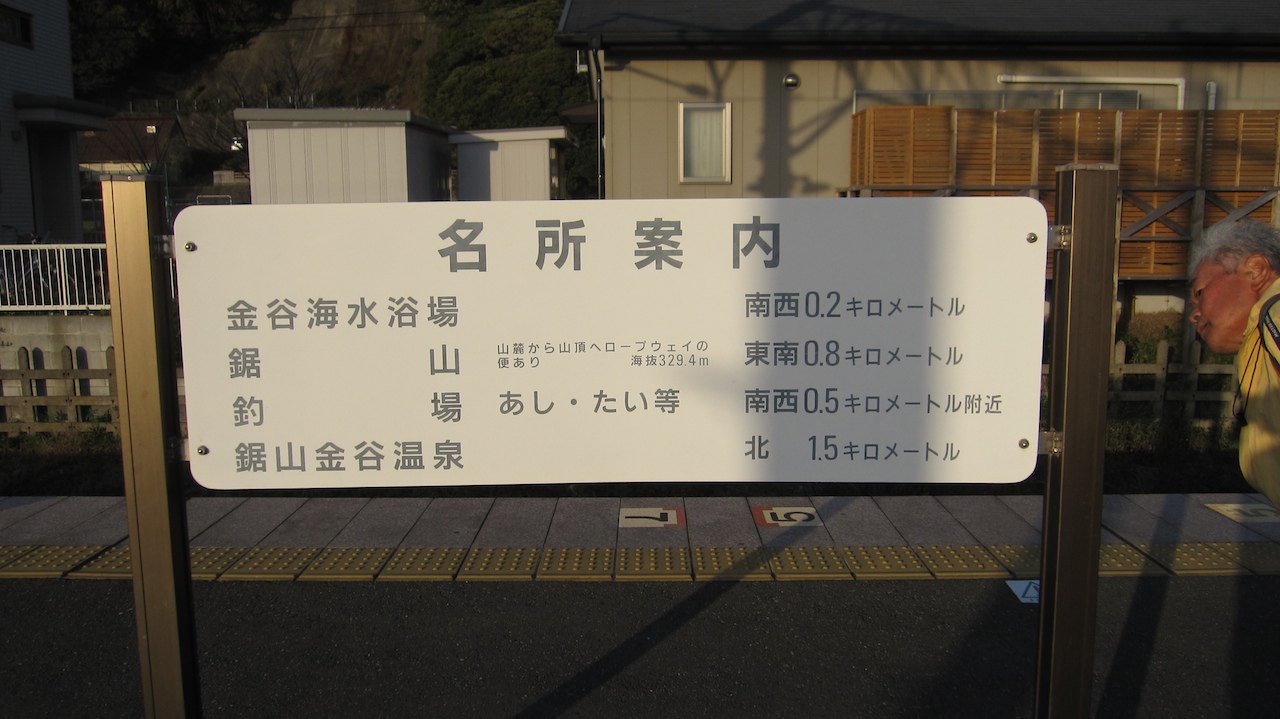 名所案内
金谷海水浴場 南西0.2キロメートル
鋸山 山麓から山頂へロープウェイの便あり 海抜329.4m 東南0.8キロメートル
釣場 あし・たい等 南西0.5キロメートル附近
鋸山金谷温泉 北 1.5キロメートル
7 5